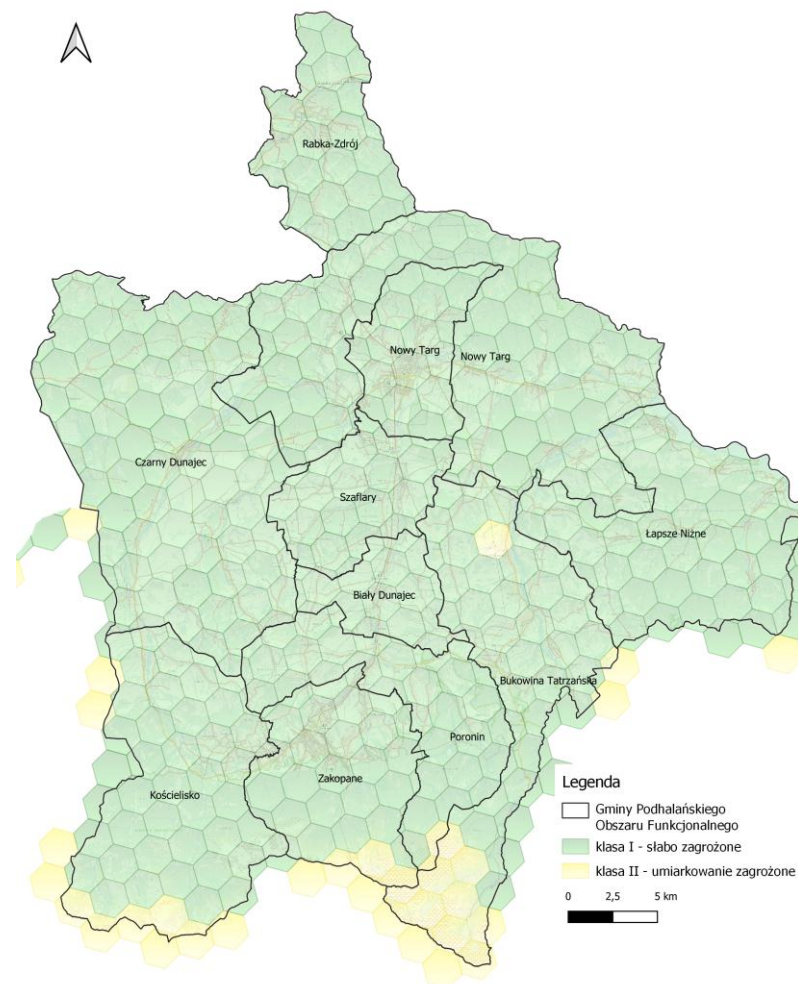 Rabka-Zdrój
Nowy Targ
Nowy Targ
Czarny Dunajec
Szaflary
Łapsze Niżne
Biały Dunajec
Bukowina Tatrzańska
Poronin
Zakopane
Kościelisko
Legenda
Gminy Podhalańskiego
Obszaru Funkcjonalnego
klasa I - słabo zagrożone
klasa II - umiarkowanie zagrożone
0 2,5 5 km